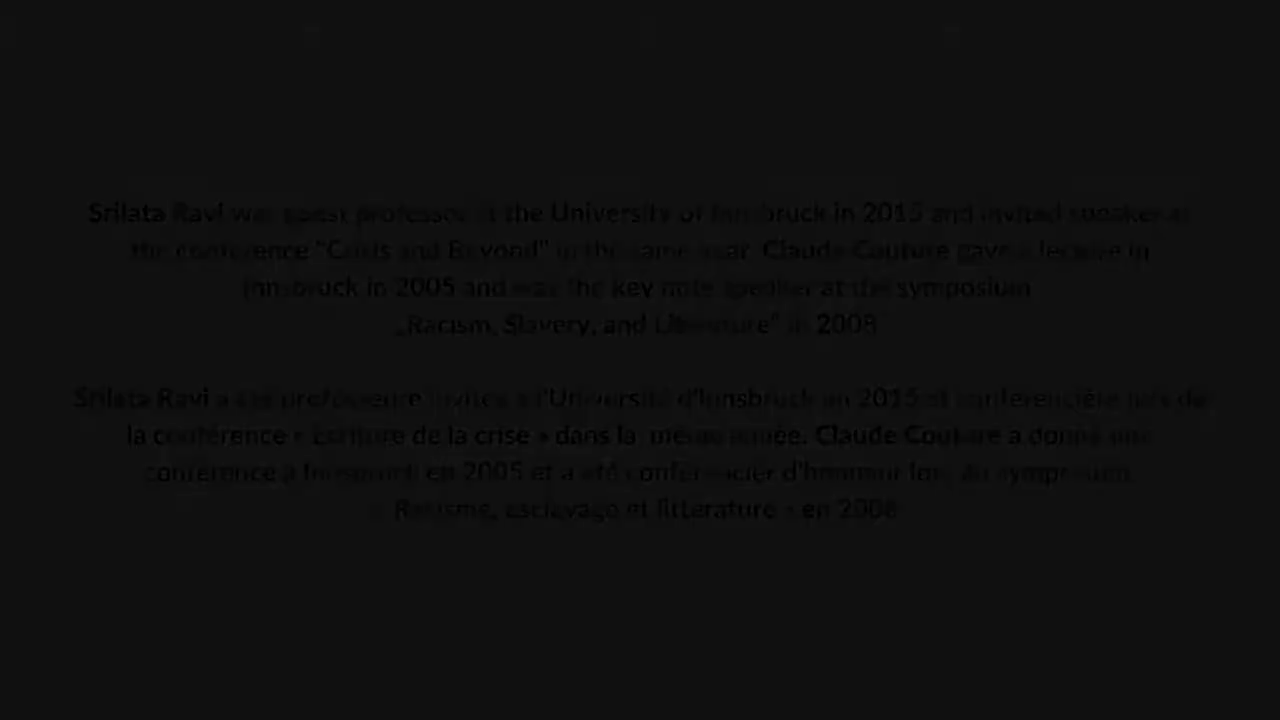 Srilata Ravi was guest professor at the University of Innsbruck in 2015 and invited speaker at
the conference "Crisis and Beyond" in the same year. Claude Couture gave a lecture in
Innsbruck in 2005 and was the key note speaker at the symposium
„Racism, Slavery, and Literature" in 2008
Srilata Ravi a été professeure invitée à l'Université d'Innsbruck en 2015 et conférencière lors de
la conférence « Écriture de la crise » dans la même année. Claude Couture a donné une
conférence à Innsbruck en 2005 et a été conférencier d'honneur lors du symposium
« Racisme, esclavage et littérature » en 2008